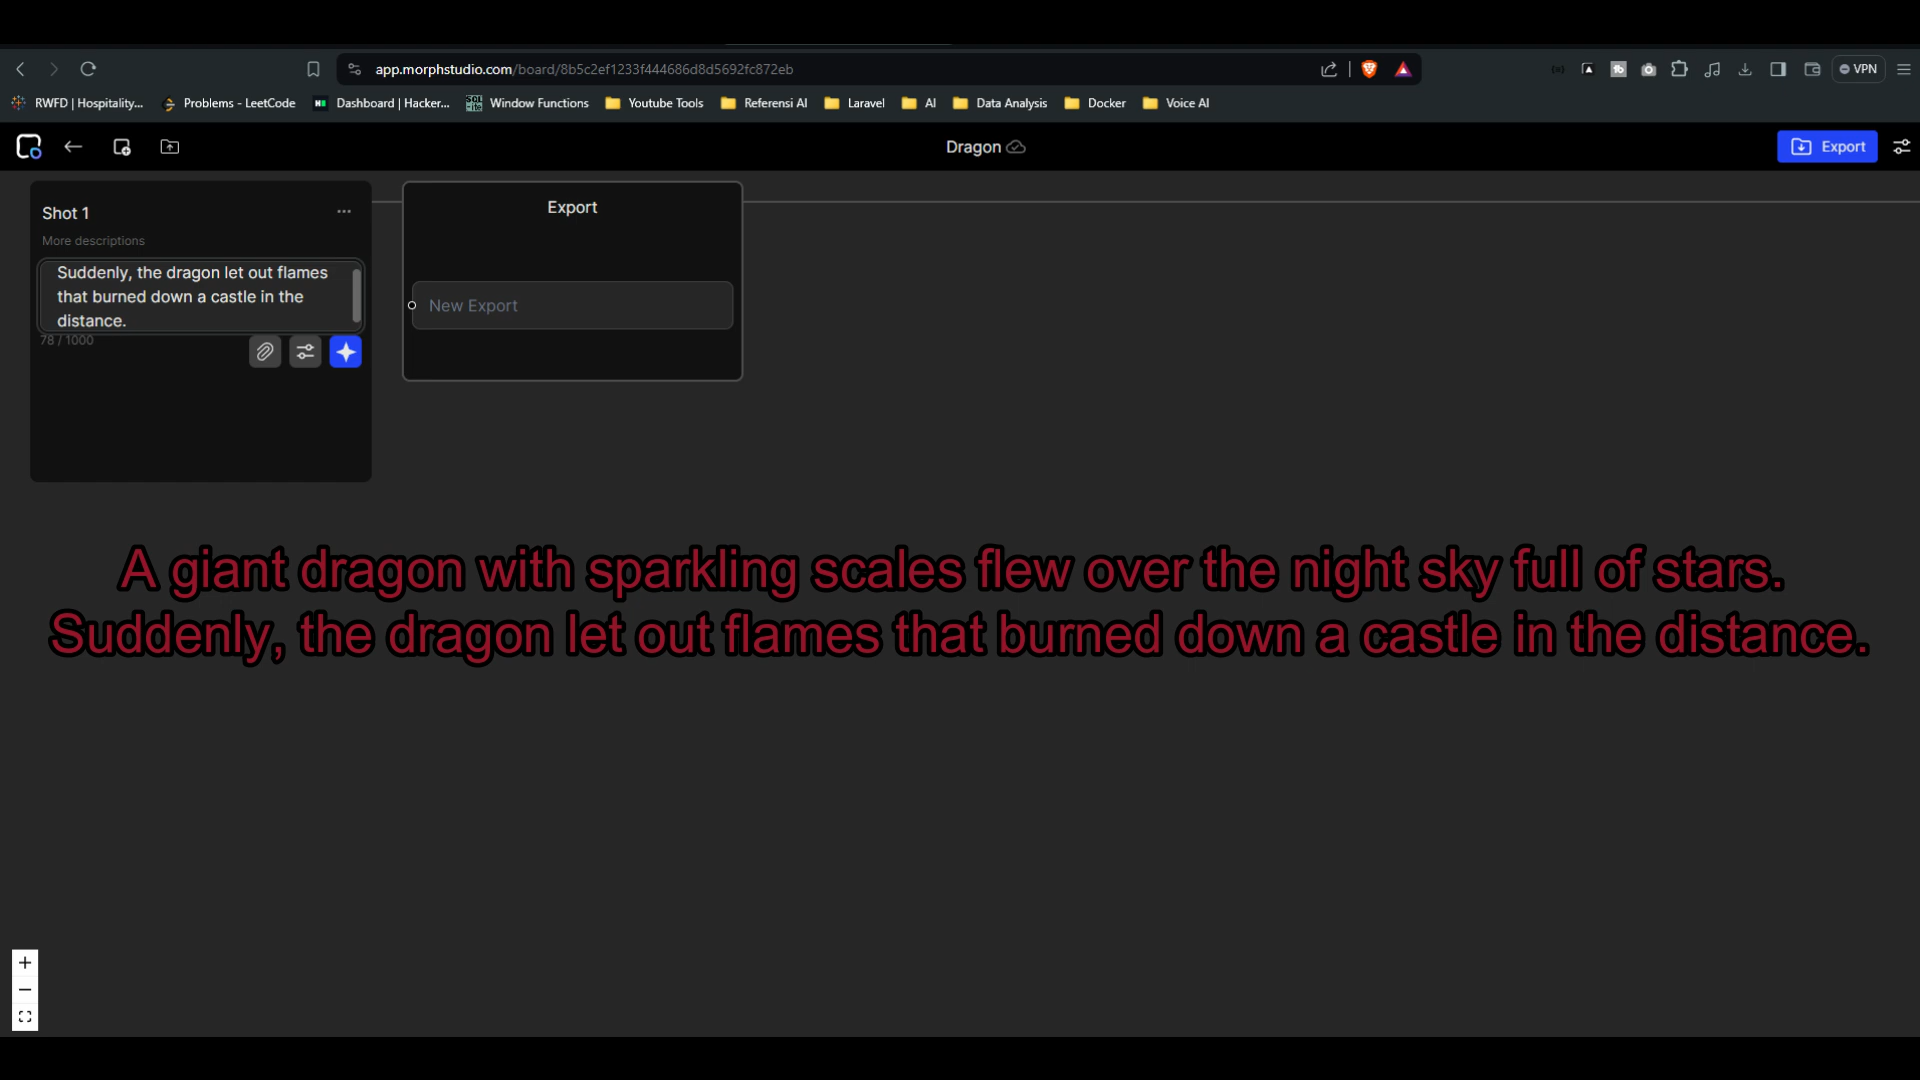 app.morphstudio.com/board/8b5c2ef1233f444686d8d5692fc872eb
VPN
RWFD | Hospitality...
Problems - LeetCode
Dashboard | Hacker...
Window Functions
Youtube Tools
Referensi AI
Laravel
AI
Data Analysis
Docker
Voice AI
Dragon
Export
Shot 1
More descriptions
Suddenly, the dragon let out flames
that burned down a castle in the
distance.
78 / 1000
Export
New Export
A giant dragon with sparkling scales flew over the night sky full of stars.
Suddenly, the dragon let out flames that burned down a castle in the distance.